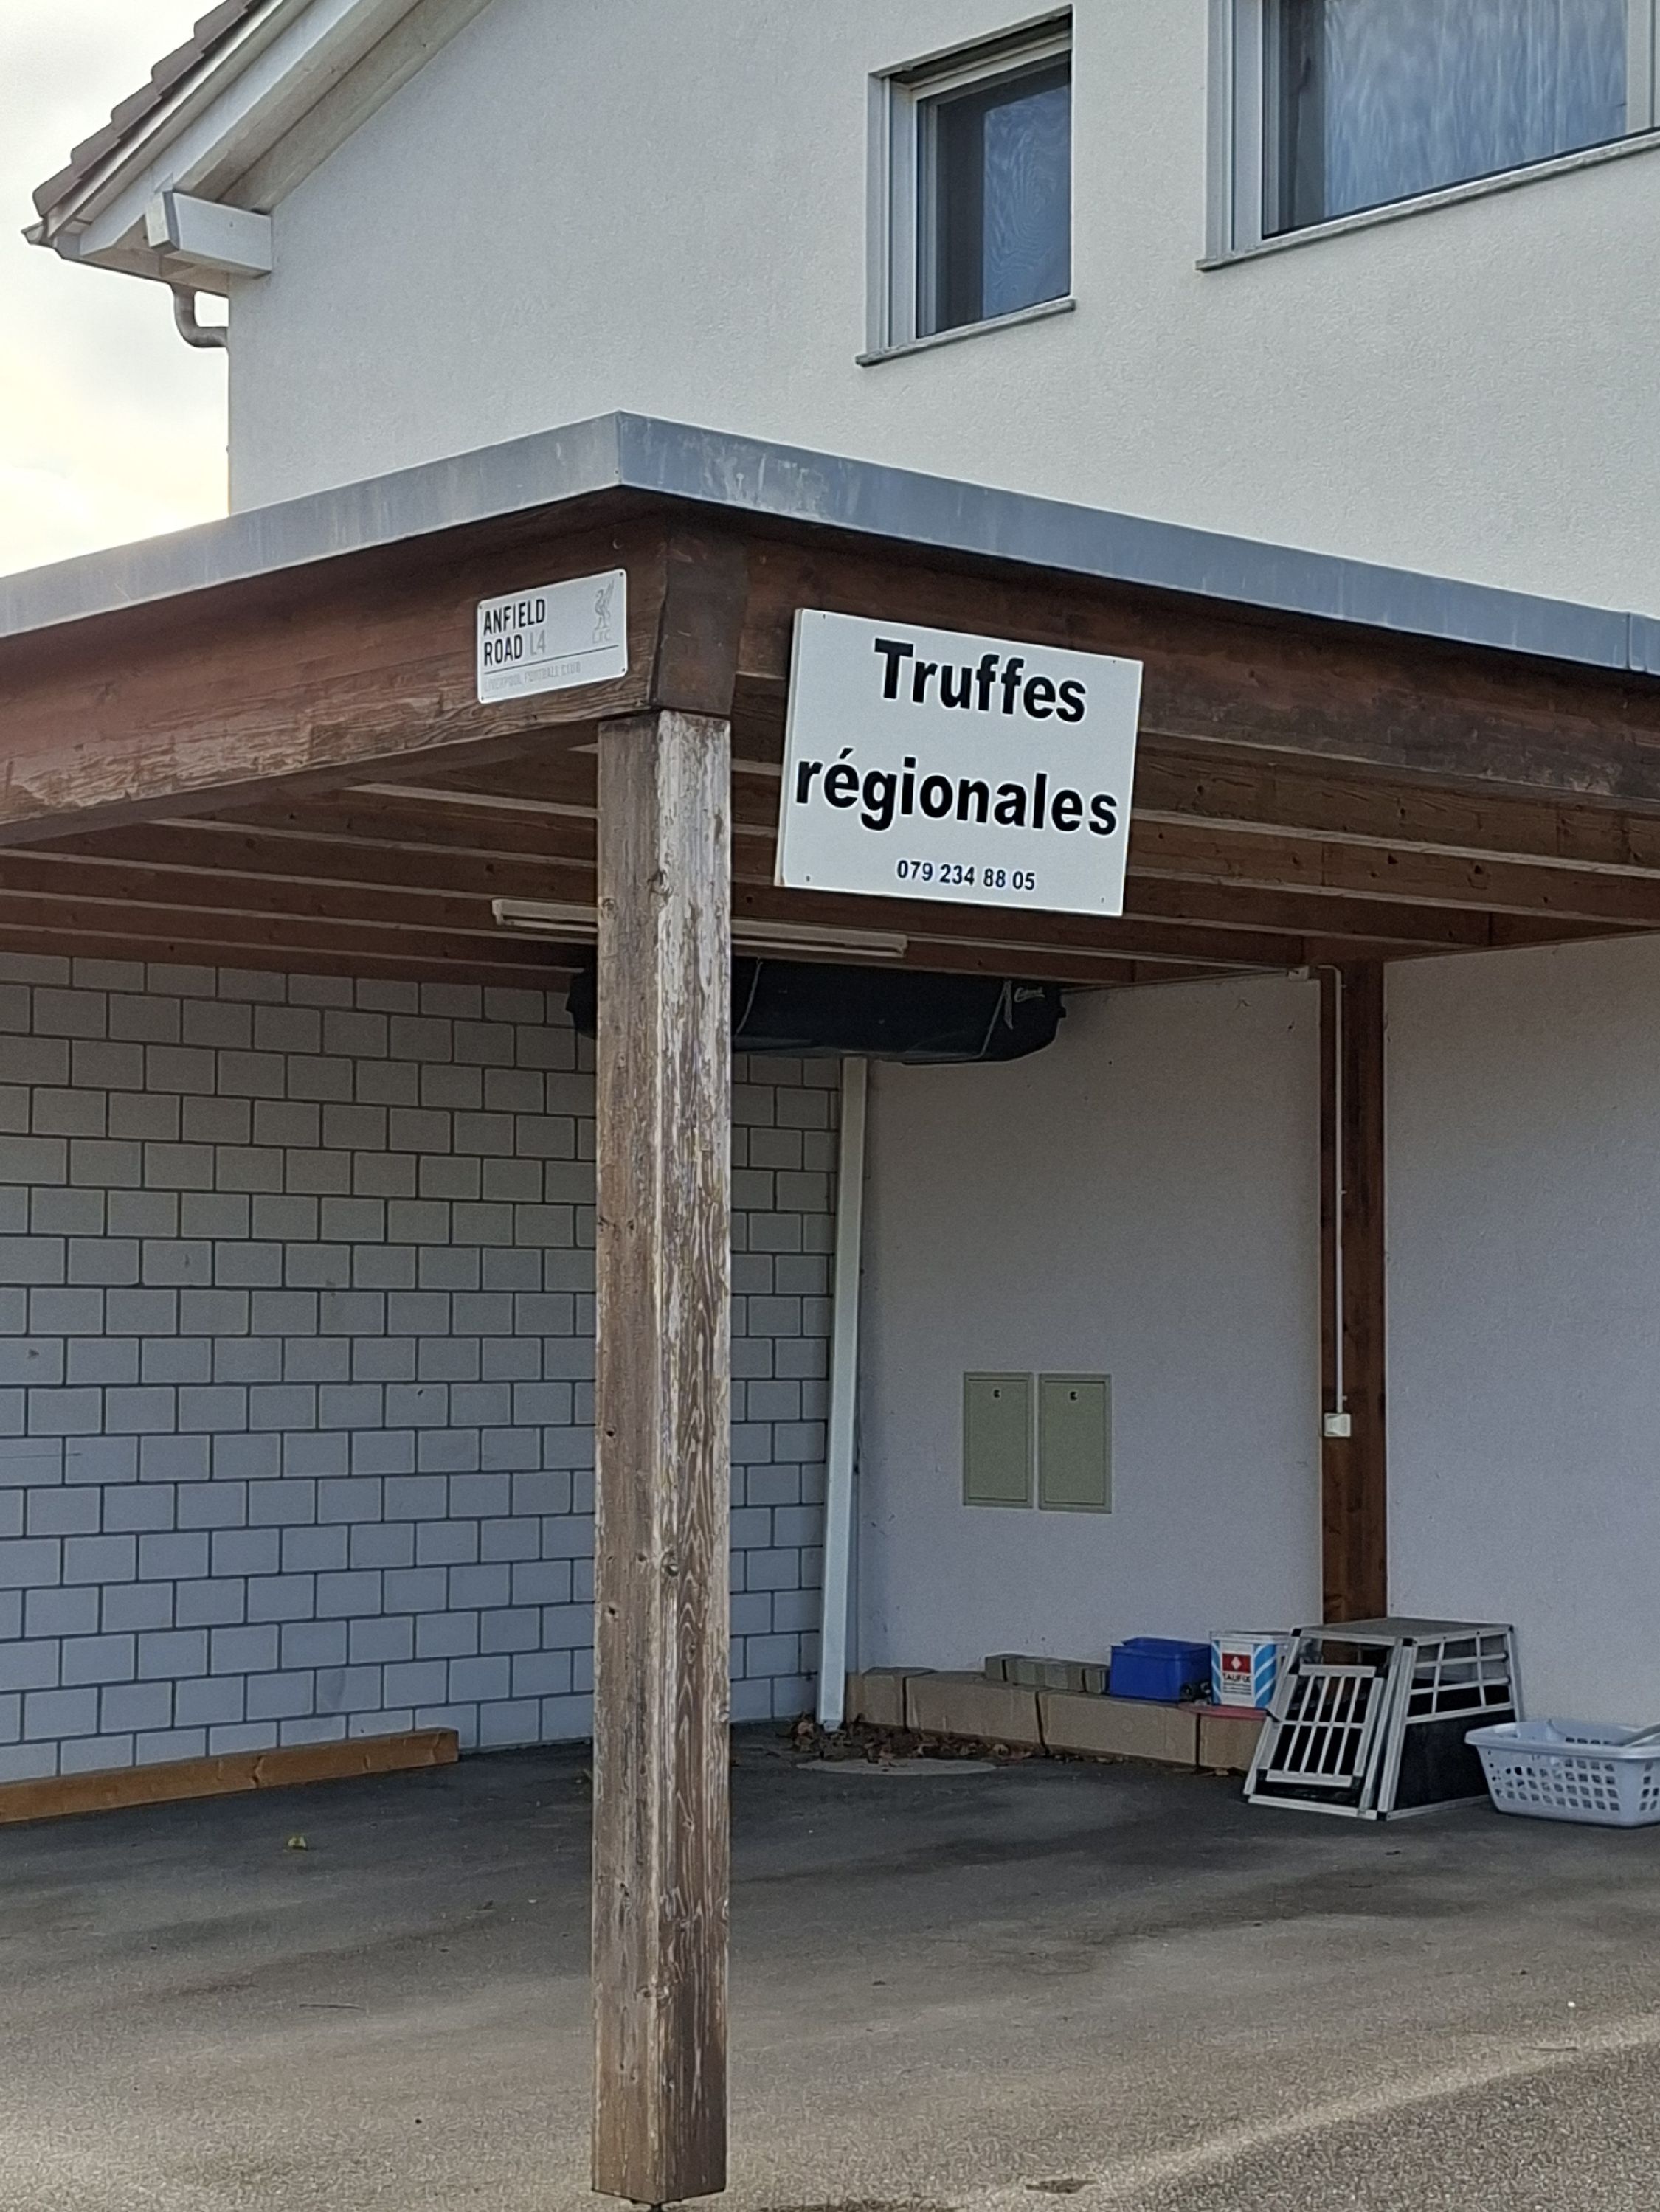 ANFIELD
ROAD L4
L.F.C.
LIVERPOOL FOOTBALL CLUB
Truffes
régionales
079 234 88 05